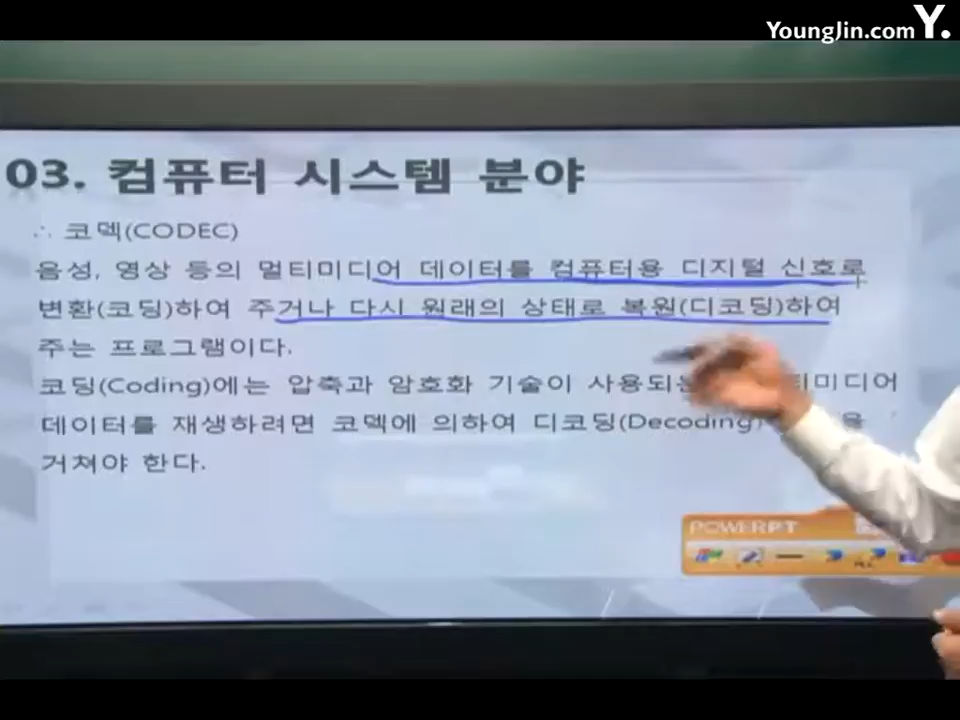 YoungJin.com Y.
03. 컴퓨터 시스템 분야
∴ 코덱(CODEC)
음성, 영상 등의 멀티미디어 데이터를 컴퓨터용 디지털 신호로
변환(코딩)하여 주거나 다시 원래의 상태로 복원(디코딩)하여
주는 프로그램이다.
코딩(Coding)에는 압축과 암호화 기술이 사용되는 티미디어
데이터를 재생하려면 코덱에 의하여 디코딩(Decoding) 을
거쳐야 한다.
POWERPT